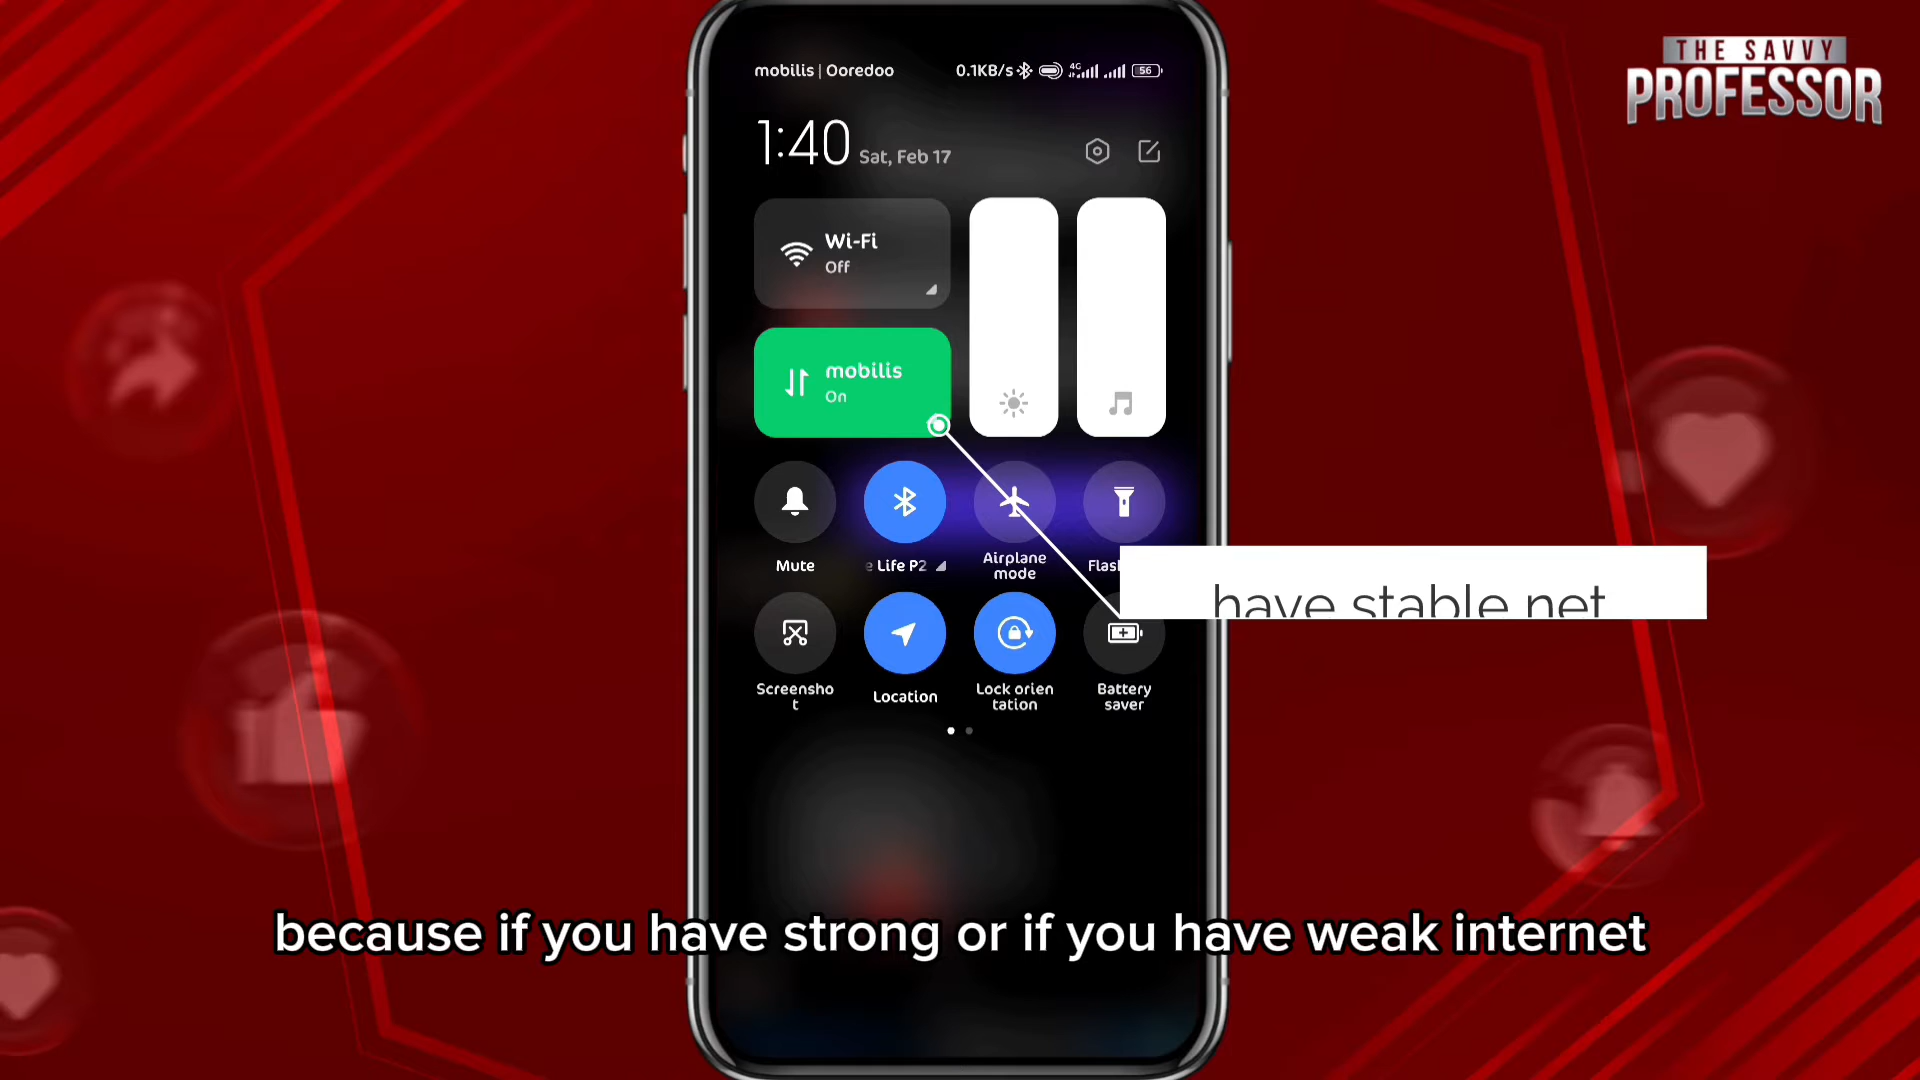 THE SAVVY
PROFESSOR
mobilis | Ooredoo
0.1KB/s
4G
56
1:40 Sat, Feb 17
Wi-Fi
Off
mobilis
On
Mute
e Life P2
Airplane
mode
Flas
have stable net
Screensho
t
Location
Lock orien
tation
Battery
saver
because if you have strong or if you have weak internet